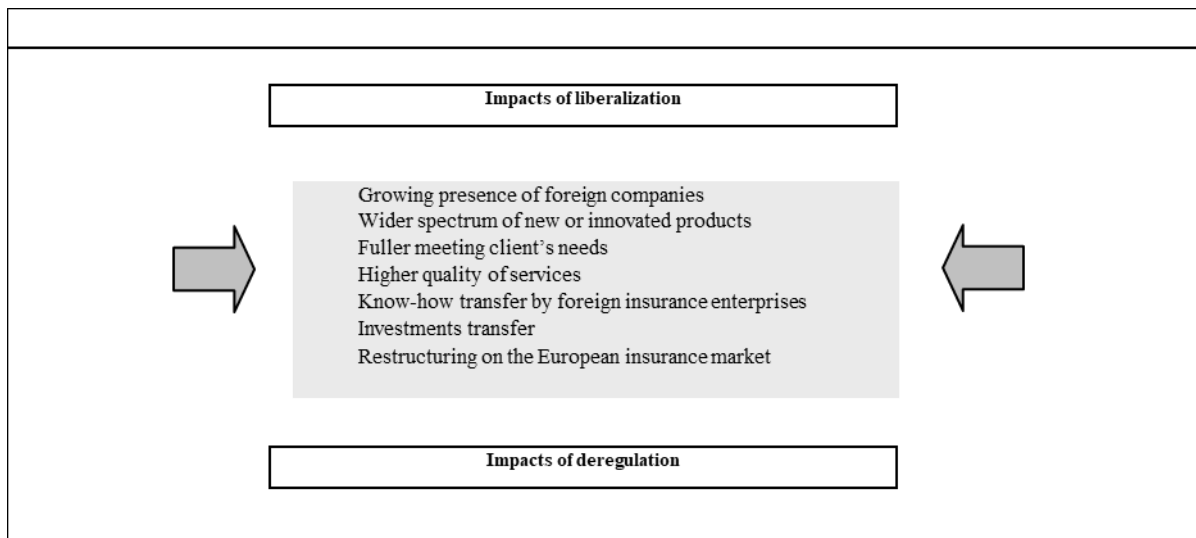 Impacts of liberalization
Growing presence of foreign companies
Wider spectrum of new or innovated products
Fuller meeting client’s needs
Higher quality of services
Know-how transfer by foreign insurance enterprises
Investments transfer
Restructuring on the European insurance market
Impacts of deregulation